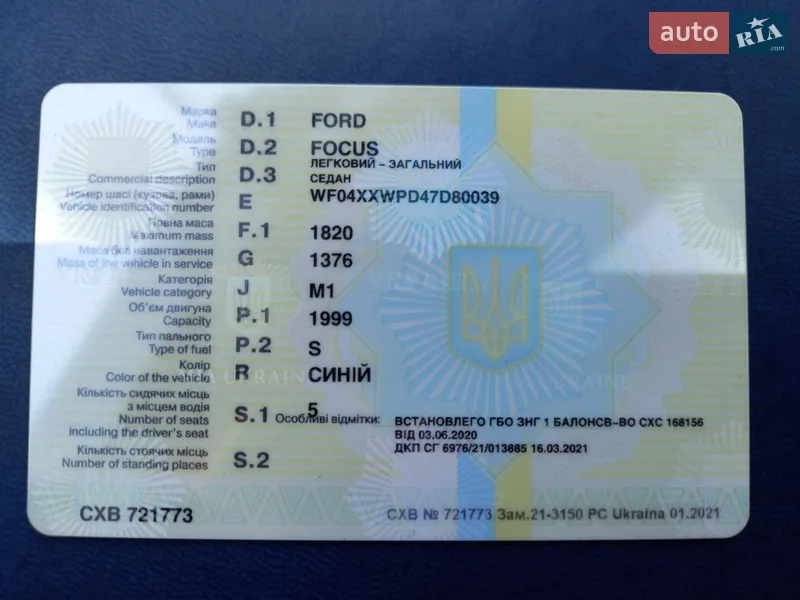 auto RIA .com
Марка
Make D.1 FORD
Модель
Type D.2 FOCUS
Тип ЛЕГКОВИЙ - ЗАГАЛЬНИЙ
Commercial description D.3 СЕДАН
Номер шасі (кузова, рами)
Vehicle identification number E WF04XXWPD47D80039
Повна маса
Maximum mass F.1 1820
Маса без навантаження
Mass of the vehicle in service G 1376
Категорія
Vehicle category J M1
Об'єм двигуна
Capacity P.1 1999
Тип пального
Type of fuel P.2 S
Колір
Color of the vehicle R СИНІЙ
Кількість сидячих місць
з місцем водія 5
Number of seats S.1 Особливі відмітки: ВСТАНОВЛЕГО ГБО ЗНГ 1 БАЛОНСВ-ВО СХС 168156
including the driver's seat ВІД 03.06.2020
Кількість стоячих місць ДКП СГ 6976/21/013885 16.03.2021
Number of standing places S.2
СХВ 721773
СХВ № 721773 Зам.21-3150 РС Ukraina 01.2021